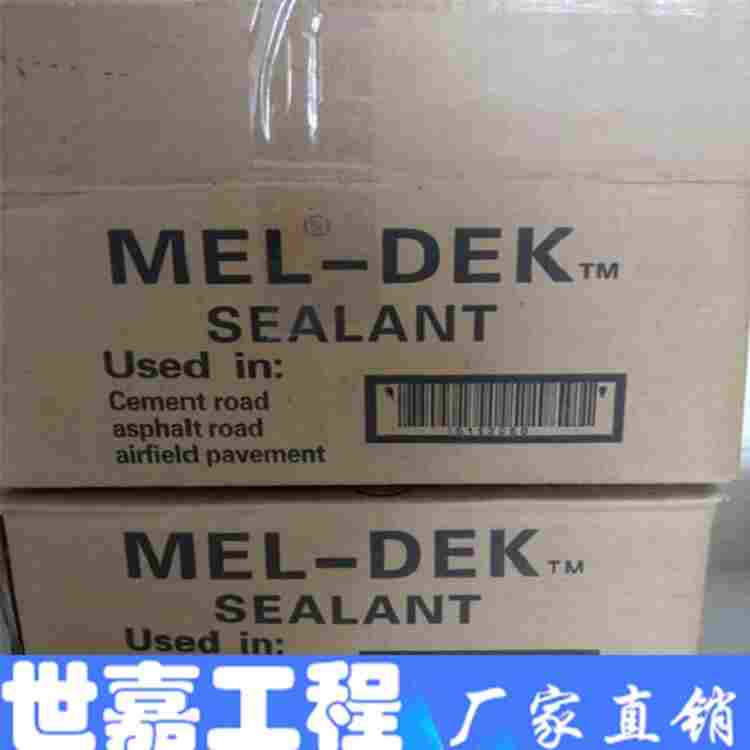 MEL-DEK™
SEALANT
Used in:
Cement road
asphalt road
airfield pavement
MEL-DEK™
SEALANT
Used in:
世嘉工程 厂家直销